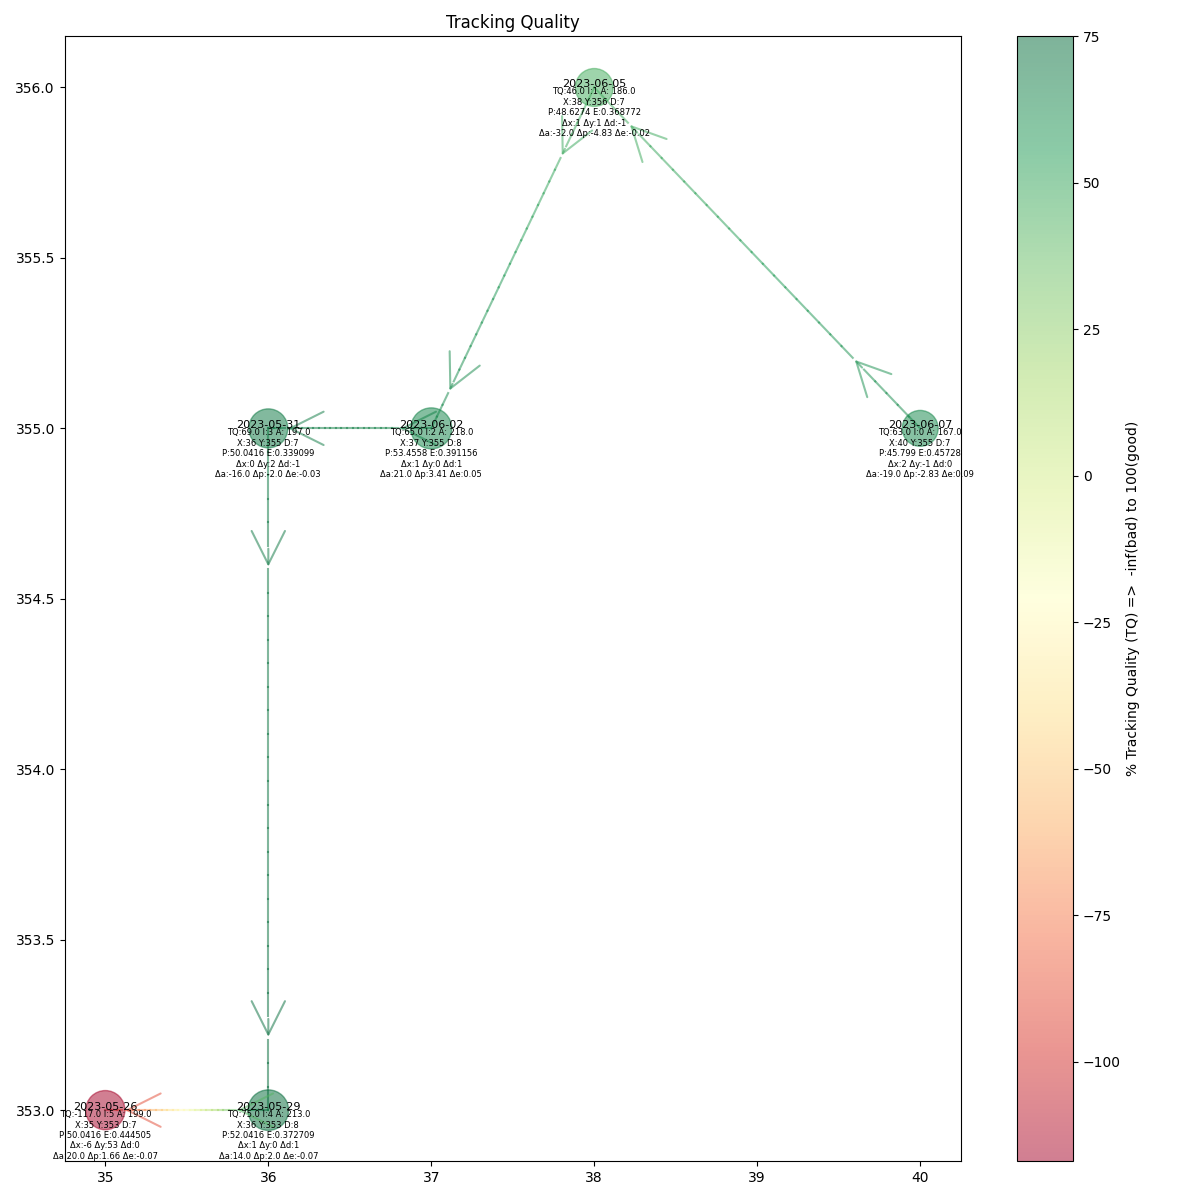 Tracking Quality
356.0
355.5
355.0
354.5
354.0
353.5
353.0
2023-06-05
TQ:46.0 I:1 A: 186.0
X:38 Y:356 D:7
P:48.6274 E:0.368772
Δx:1 Δy:1 Δd:-1
Δa:-32.0 Δp:-4.83 Δe:-0.02
2023-05-31
TQ:69.0 I:3 A: 197.0
X:36 Y:355 D:7
P:50.0416 E:0.339099
Δx:0 Δy:2 Δd:-1
Δa:-16.0 Δp:-2.0 Δe:-0.03
2023-06-02
TQ:65.0 I:2 A: 218.0
X:37 Y:355 D:8
P:53.4558 E:0.391156
Δx:1 Δy:0 Δd:1
Δa:21.0 Δp:3.41 Δe:0.05
2023-06-07
TQ:63.0 I:0 A: 167.0
X:40 Y:355 D:7
P:45.799 E:0.45728
Δx:2 Δy:-1 Δd:0
Δa:-19.0 Δp:-2.83 Δe:0.09
2023-05-26
TQ:-117.0 I:5 A: 199.0
X:35 Y:353 D:7
P:50.0416 E:0.444505
Δx:-6 Δy:53 Δd:0
Δa:20.0 Δp:1.66 Δe:-0.07
2023-05-29
TQ:75.0 I:4 A: 213.0
X:36 Y:353 D:8
P:52.0416 E:0.372709
Δx:1 Δy:0 Δd:1
Δa:14.0 Δp:2.0 Δe:-0.07
35
36
37
38
39
40
75
50
25
0
−25
−50
−75
−100
% Tracking Quality (TQ) => -inf(bad) to 100(good)